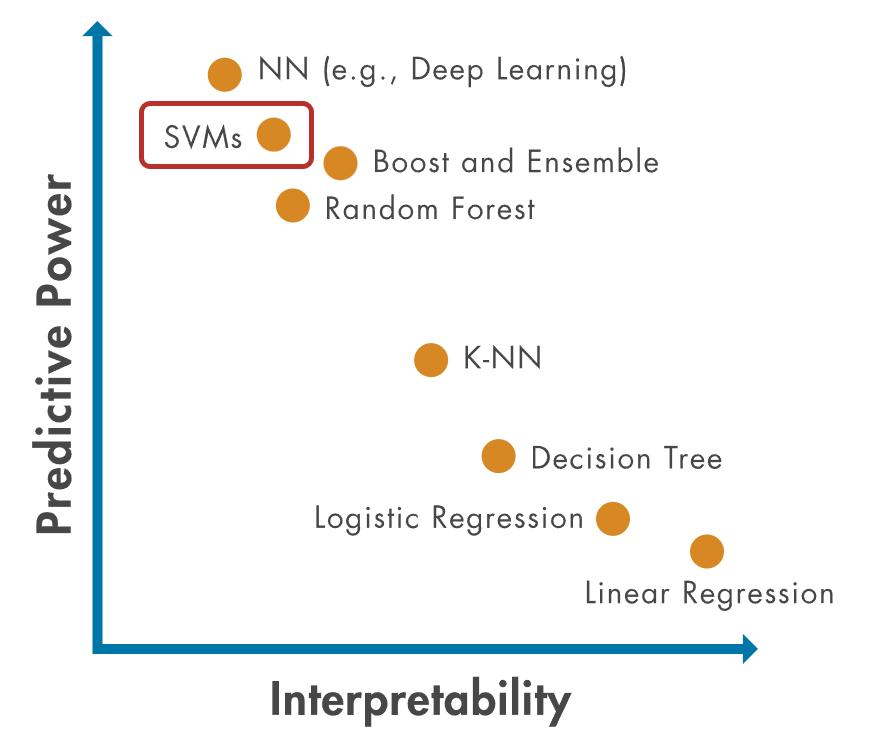 NN (e.g., Deep Learning)
SVMs
Boost and Ensemble
Random Forest
Predictive Power
K-NN
Decision Tree
Logistic Regression
Linear Regression
Interpretability